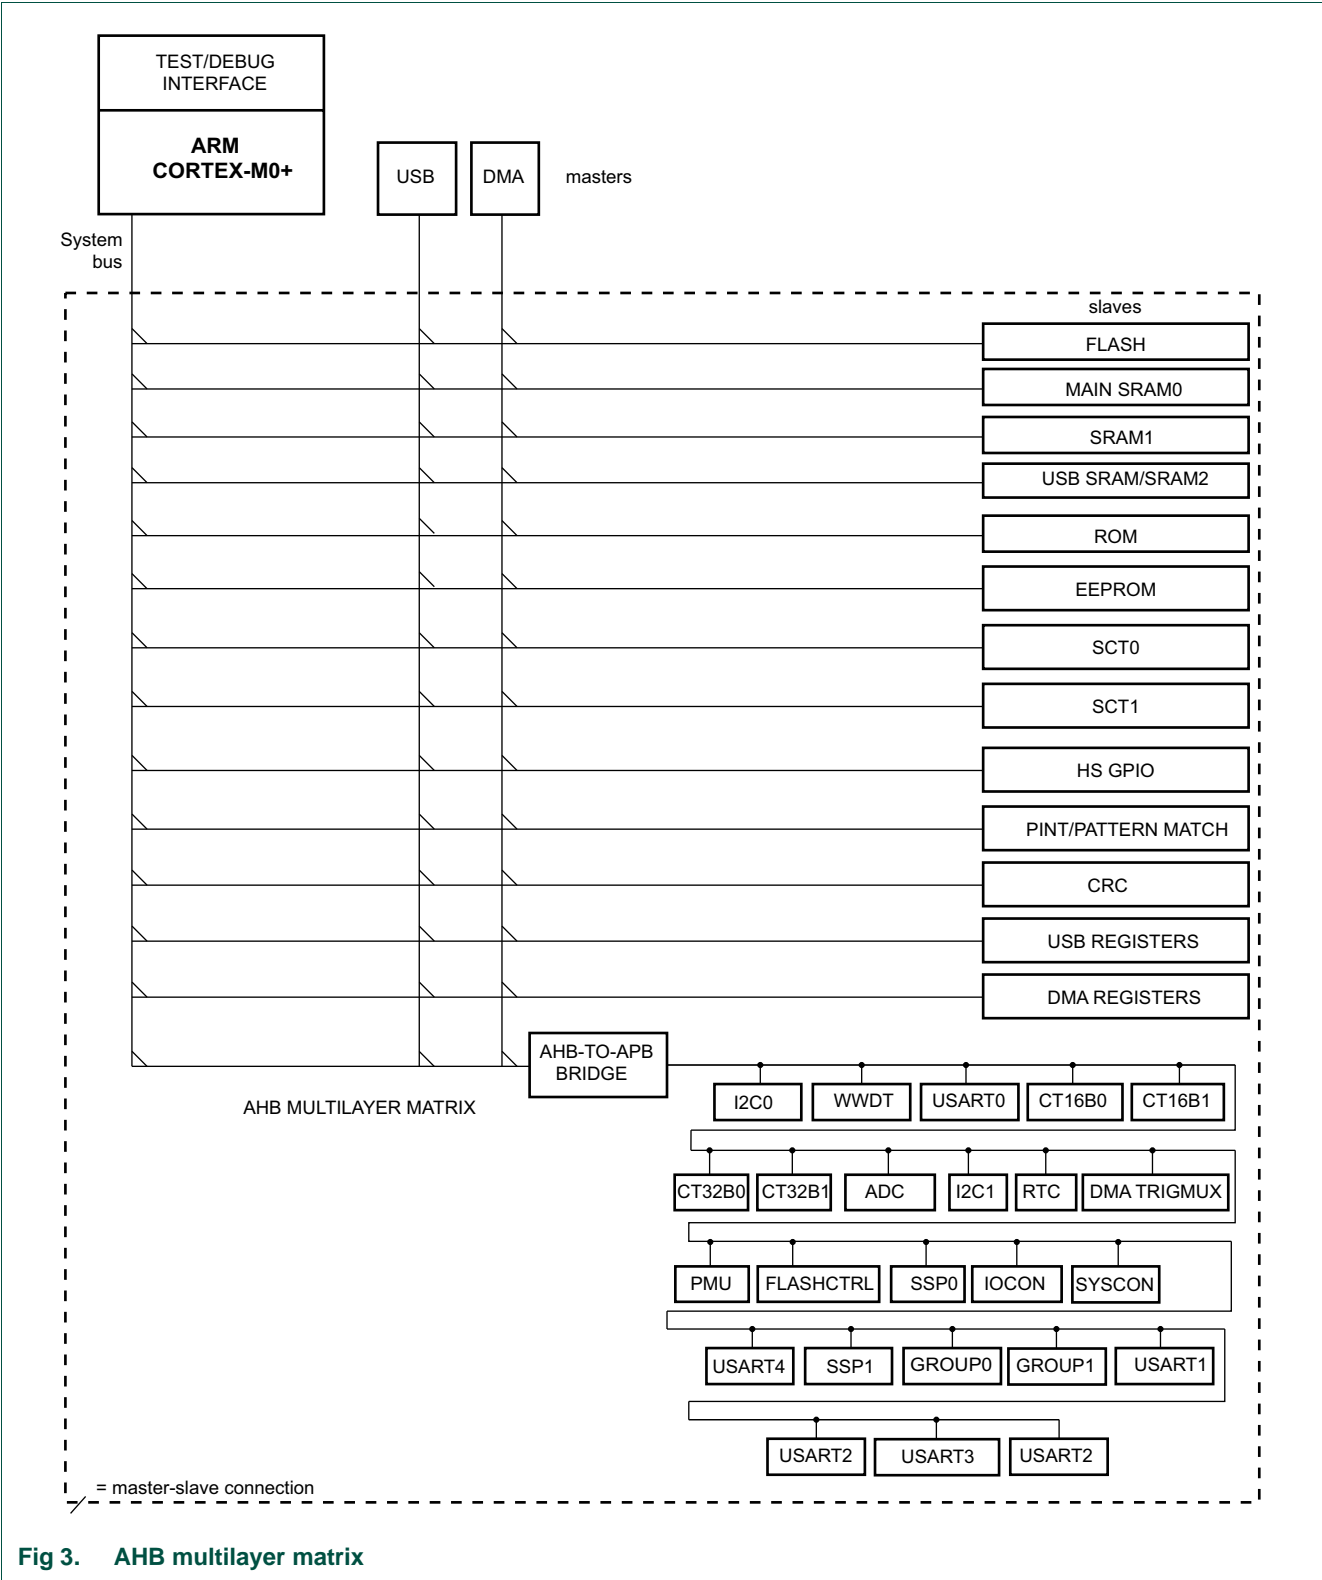 TEST/DEBUG
INTERFACE
ARM
CORTEX-M0+
USB
DMA
masters
System
bus
slaves
FLASH
MAIN SRAM0
SRAM1
USB SRAM/SRAM2
ROM
EEPROM
SCT0
SCT1
HS GPIO
PINT/PATTERN MATCH
CRC
USB REGISTERS
DMA REGISTERS
AHB-TO-APB
BRIDGE
AHB MULTILAYER MATRIX
I2C0
WWDT
USART0
CT16B0
CT16B1
CT32B0
CT32B1
ADC
I2C1
RTC
DMA TRIGMUX
PMU
FLASHCTRL
SSP0
IOCON
SYSCON
USART4
SSP1
GROUP0
GROUP1
USART1
USART2
USART3
USART2
= master-slave connection
Fig 3. AHB multilayer matrix